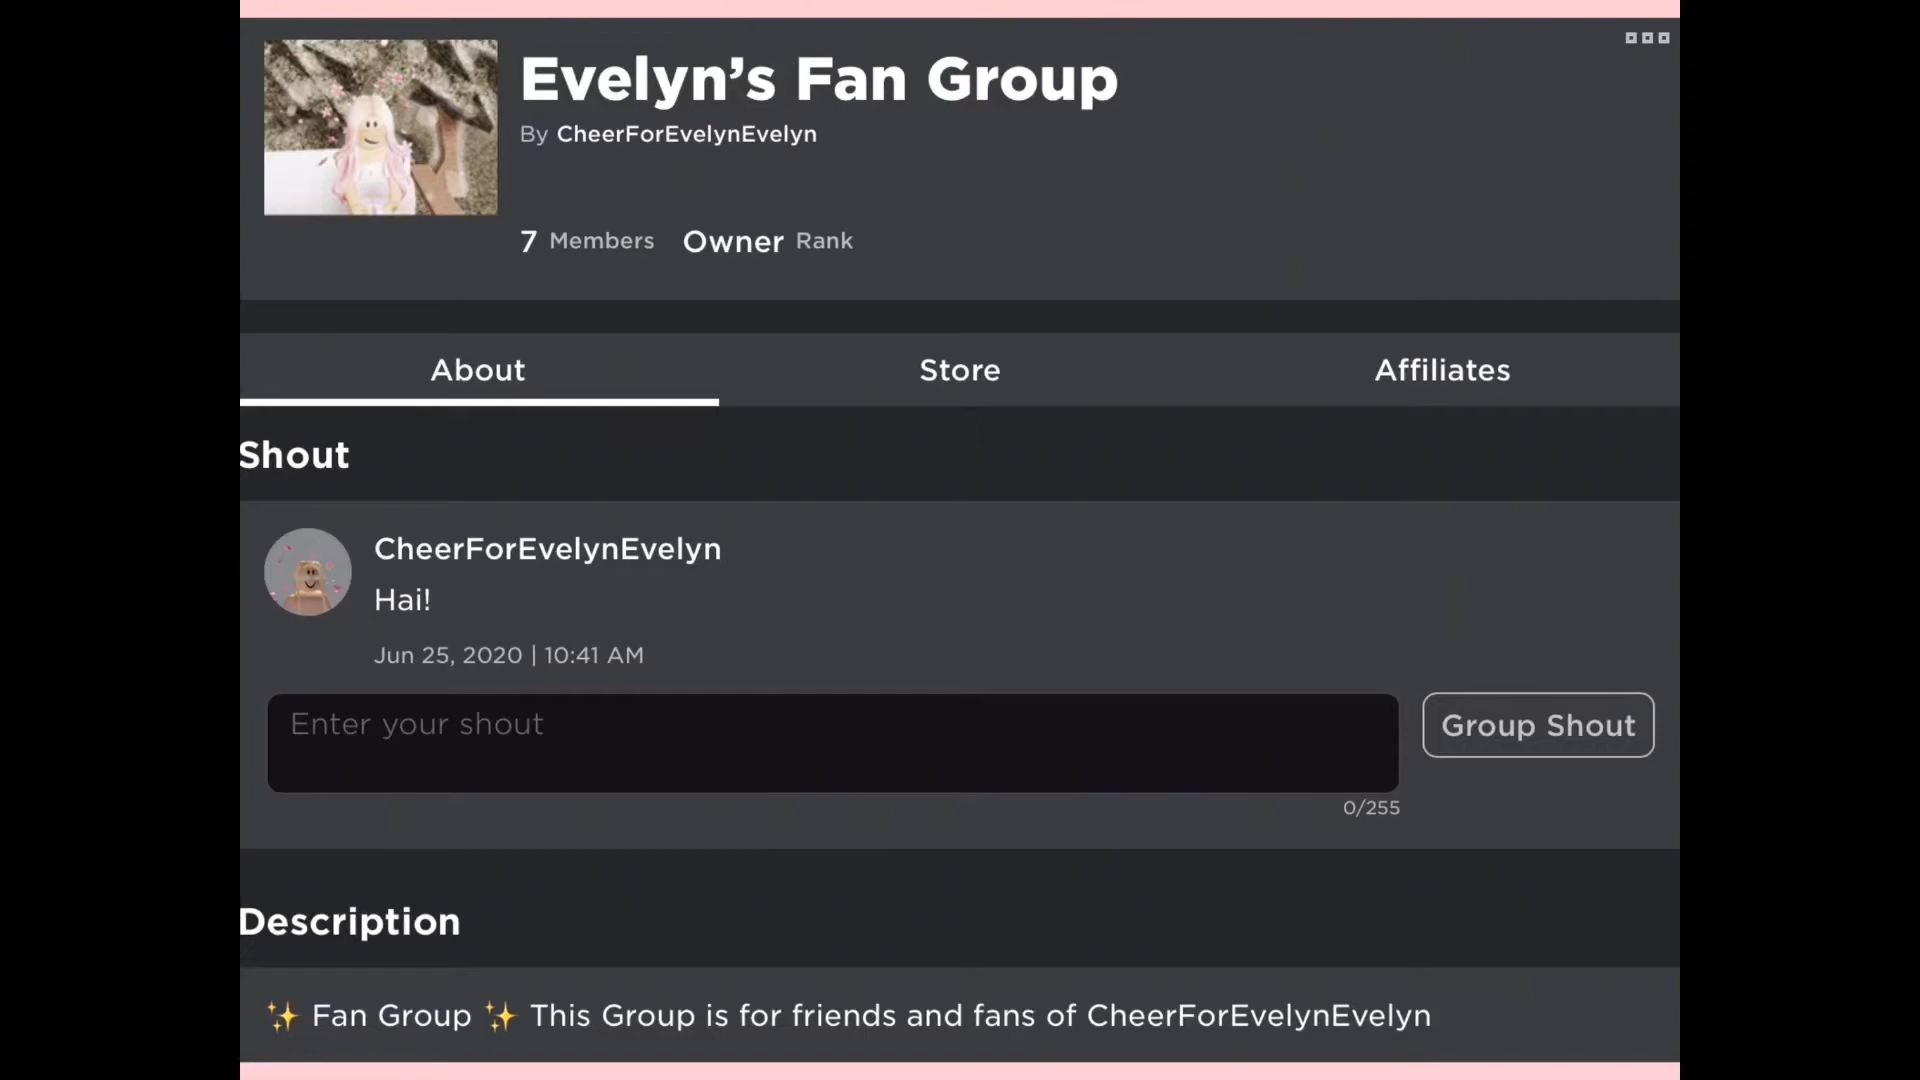 Evelyn’s Fan Group
By CheerForEvelynEvelyn
7 Members Owner Rank
About Store Affiliates
Shout
CheerForEvelynEvelyn
Hai!
Jun 25, 2020 | 10:41 AM
Enter your shout
Group Shout
0/255
Description
✨ Fan Group ✨ This Group is for friends and fans of CheerForEvelynEvelyn